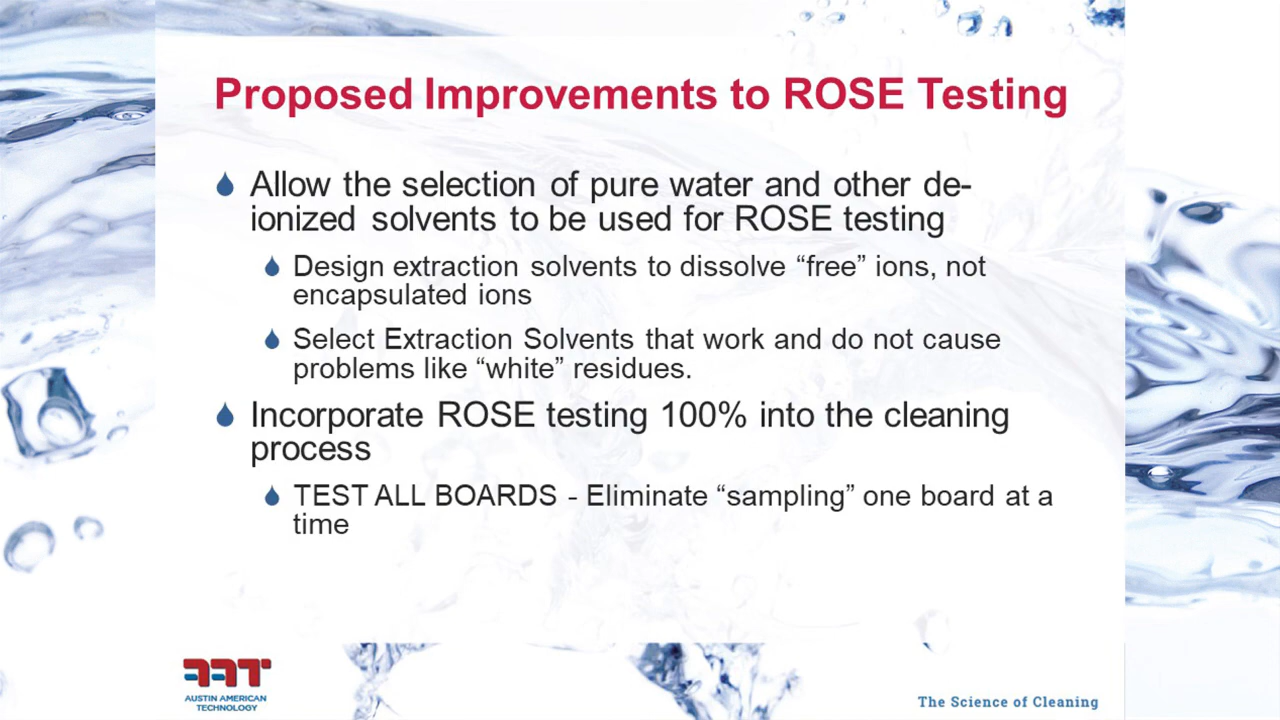 Proposed Improvements to ROSE Testing
Allow the selection of pure water and other de-
ionized solvents to be used for ROSE testing
Design extraction solvents to dissolve “free” ions, not
encapsulated ions
Select Extraction Solvents that work and do not cause
problems like “white” residues.
Incorporate ROSE testing 100% into the cleaning
process
TEST ALL BOARDS - Eliminate “sampling” one board at a
time
AAT
AUSTIN AMERICAN
TECHNOLOGY
The Science of Cleaning